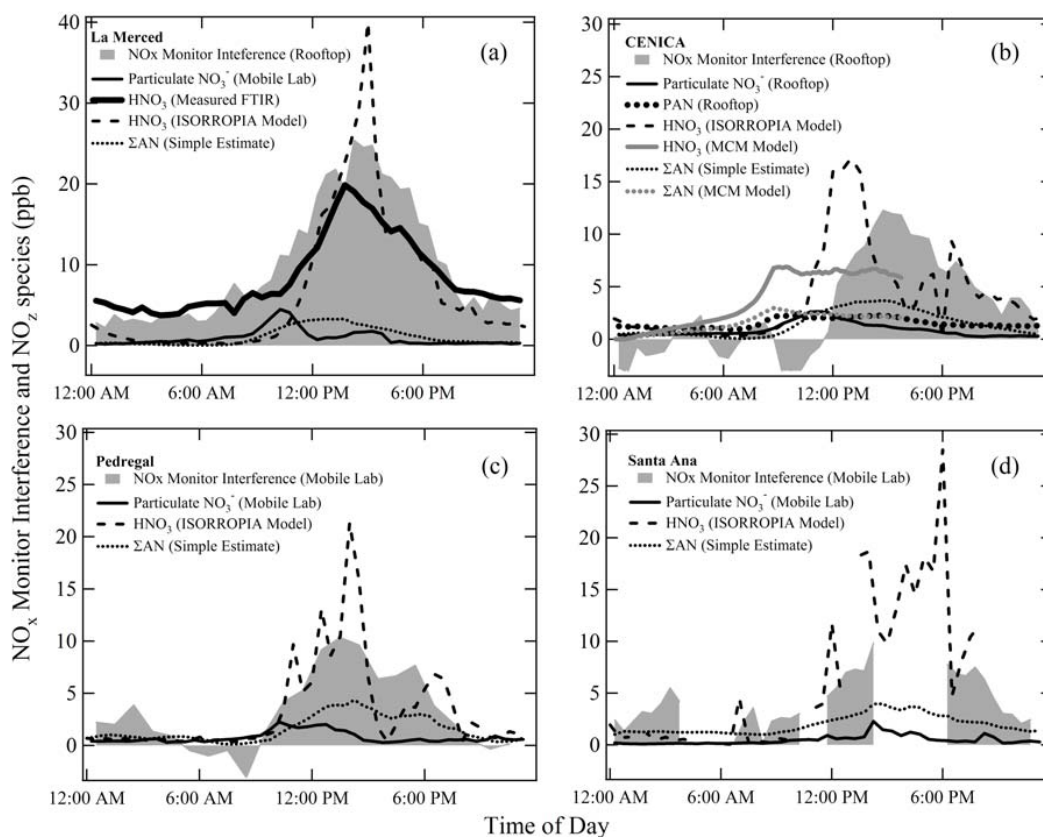 NOx Monitor Interference and NOz species (ppb)
La Merced
(a)
NOx Monitor Inteference (Rooftop)
Particulate NO3- (Mobile Lab)
HNO3 (Measured FTIR)
HNO3 (ISORROPIA Model)
ΣAN (Simple Estimate)
40
30
20
10
0
12:00 AM 6:00 AM 12:00 PM 6:00 PM
CENICA
(b)
NOx Monitor Interference (Rooftop)
Particulate NO3- (Rooftop)
PAN (Rooftop)
HNO3 (ISORROPIA Model)
HNO3 (MCM Model)
ΣAN (Simple Estimate)
ΣAN (MCM Model)
30
25
20
15
10
5
0
12:00 AM 6:00 AM 12:00 PM 6:00 PM
Pedregal
(c)
NOx Monitor Interference (Mobile Lab)
Particulate NO3- (Mobile Lab)
HNO3 (ISORROPIA Model)
ΣAN (Simple Estimate)
30
25
20
15
10
5
0
12:00 AM 6:00 AM 12:00 PM 6:00 PM
Santa Ana
(d)
NOx Monitor Interference (Mobile Lab)
Particulate NO3- (Mobile Lab)
HNO3 (ISORROPIA Model)
ΣAN (Simple Estimate)
30
25
20
15
10
5
0
12:00 AM 6:00 AM 12:00 PM 6:00 PM
Time of Day